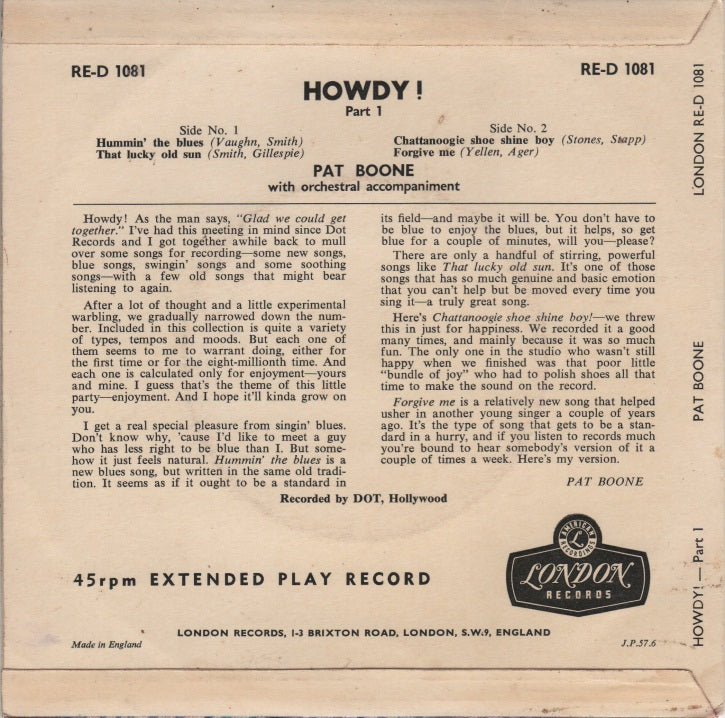 RE-D 1081
RE-D 1081
HOWDY !
Part 1
Side No. 1
Hummin' the blues (Vaughn, Smith)
That lucky old sun (Smith, Gillespie)
Side No. 2
Chattanoogie shoe shine boy (Stones, Stapp)
Forgive me (Yellen, Ager)
PAT BOONE
with orchestral accompaniment
Howdy! As the man says, "Glad we could get
together." I've had this meeting in mind since Dot
Records and I got together awhile back to mull
over some songs for recording—some new songs,
blue songs, swingin' songs and some soothing
songs—with a few old songs that might bear
listening to again.
After a lot of thought and a little experimental
warbling, we gradually narrowed down the num-
ber. Included in this collection is quite a variety
of types, tempos and moods. But each one of
them seems to me to warrant doing, either for
the first time or for the eight-millionth time. And
each one is calculated only for enjoyment—yours
and mine. I guess that's the theme of this little
party—enjoyment. And I hope it'll kinda grow on
you.
I get a real special pleasure from singin' blues.
Don't know why, 'cause I'd like to meet a guy
who has less right to be blue than I. But some-
how it just feels natural. Hummin' the blues is a
new blues song, but written in the same old tradi-
tion. It seems as if it ought to be a standard in
its field—and maybe it will be. You don't have to
be blue to enjoy the blues, but it helps, so get
blue for a couple of minutes, will you—please?
There are only a handful of stirring, powerful
songs like That lucky old sun. It's one of those
songs that has so much genuine and basic emotion
that you can't help but be moved every time you
sing it—a truly great song.
Here's Chattanoogie shoe shine boy!—we threw
this in just for happiness. We recorded it a good
many times, and mainly because it was so much
fun. The only one in the studio who wasn't still
happy when we finished was that poor little
"bundle of joy" who had to polish shoes all that
time to make the sound on the record.
Forgive me is a relatively new song that helped
usher in another young singer a couple of years
ago. It's the type of song that gets to be a stan-
dard in a hurry, and if you listen to records much
you're bound to hear somebody's version of it a
couple of times a week. Here's my version.
PAT BOONE
Recorded by DOT, Hollywood
45rpm EXTENDED PLAY RECORD
AMERICAN
L
RECORDINGS
LONDON
RECORDS
LONDON RECORDS, 1-3 BRIXTON ROAD, LONDON, S.W.9, ENGLAND
Made in England
J.P.57.6
LONDON RE-D 1081
PAT BOONE
HOWDY!—Part 1